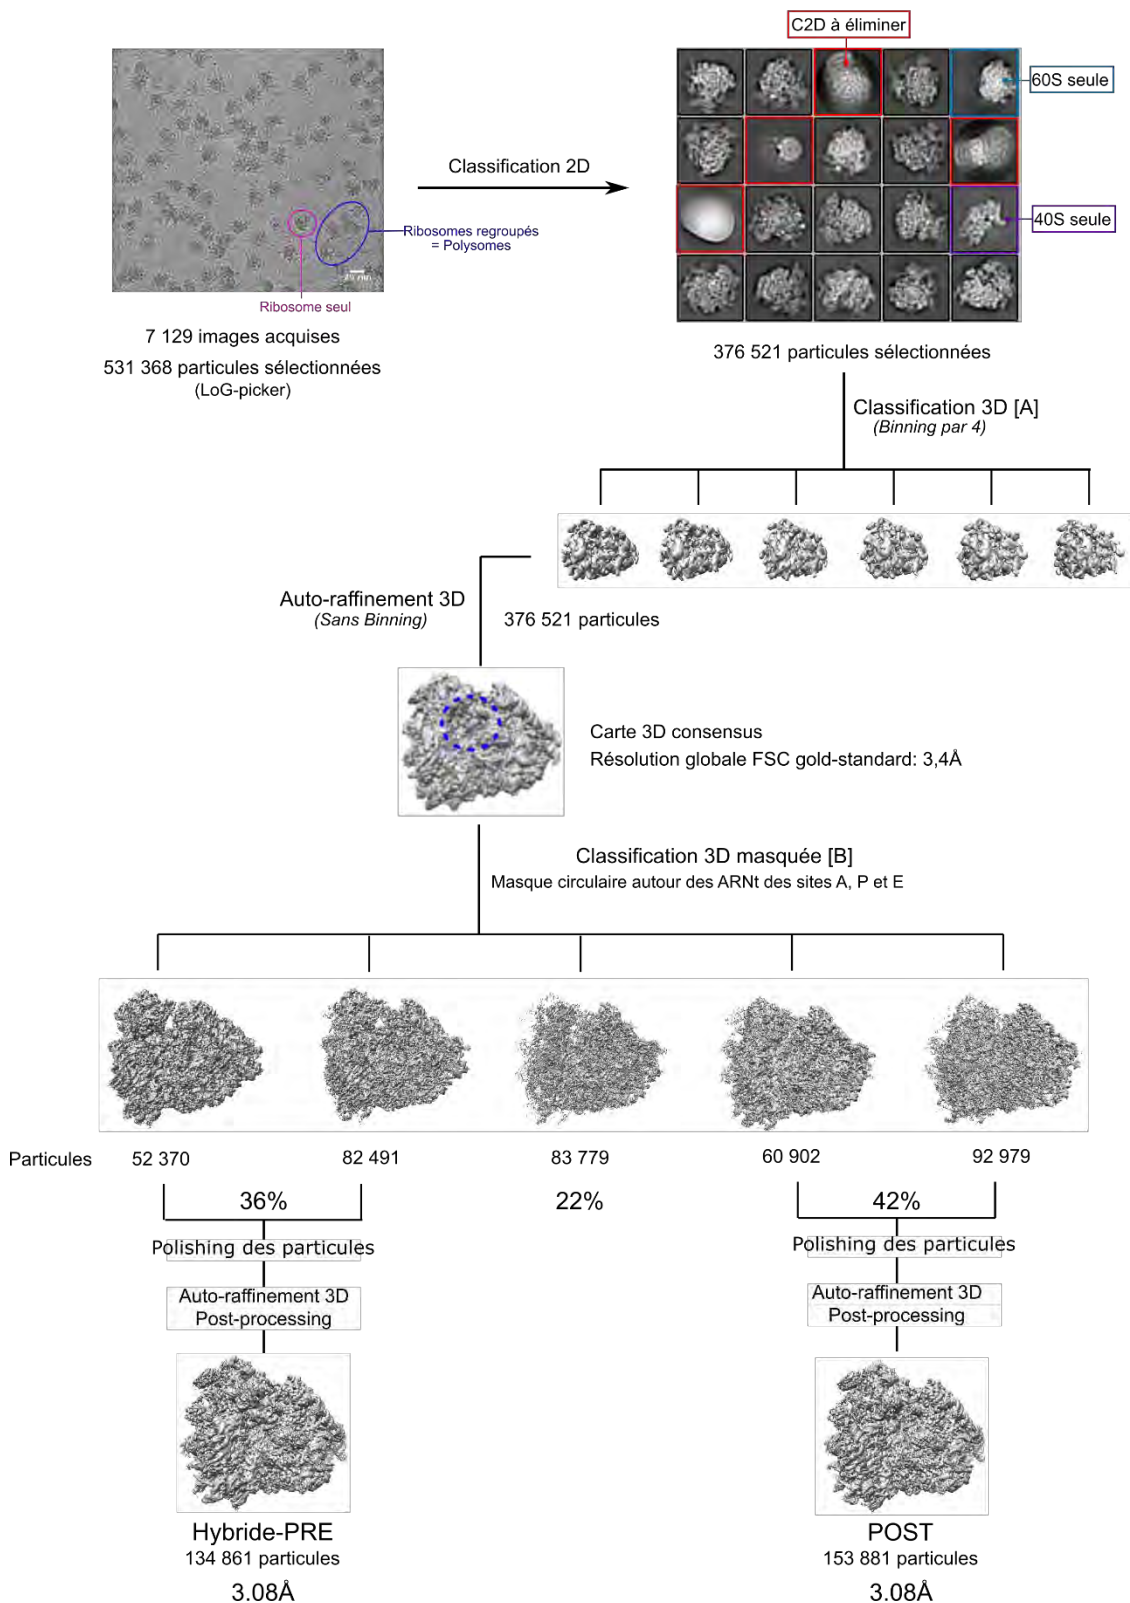 C2D à éliminer
60S seule
Classification 2D
40S seule
Ribosomes regroupés
= Polysomes
25 nm
Ribosome seul
7 129 images acquises
531 368 particules sélectionnées
(LoG-picker)
376 521 particules sélectionnées
Classification 3D [A]
(Binning par 4)
Auto-raffinement 3D
(Sans Binning)
376 521 particules
Carte 3D consensus
Résolution globale FSC gold-standard: 3,4Å
Classification 3D masquée [B]
Masque circulaire autour des ARNt des sites A, P et E
Particules 52 370 82 491 83 779 60 902 92 979
36% 22% 42%
Polishing des particules Polishing des particules
Auto-raffinement 3D Auto-raffinement 3D
Post-processing Post-processing
Hybride-PRE POST
134 861 particules 153 881 particules
3.08Å 3.08Å